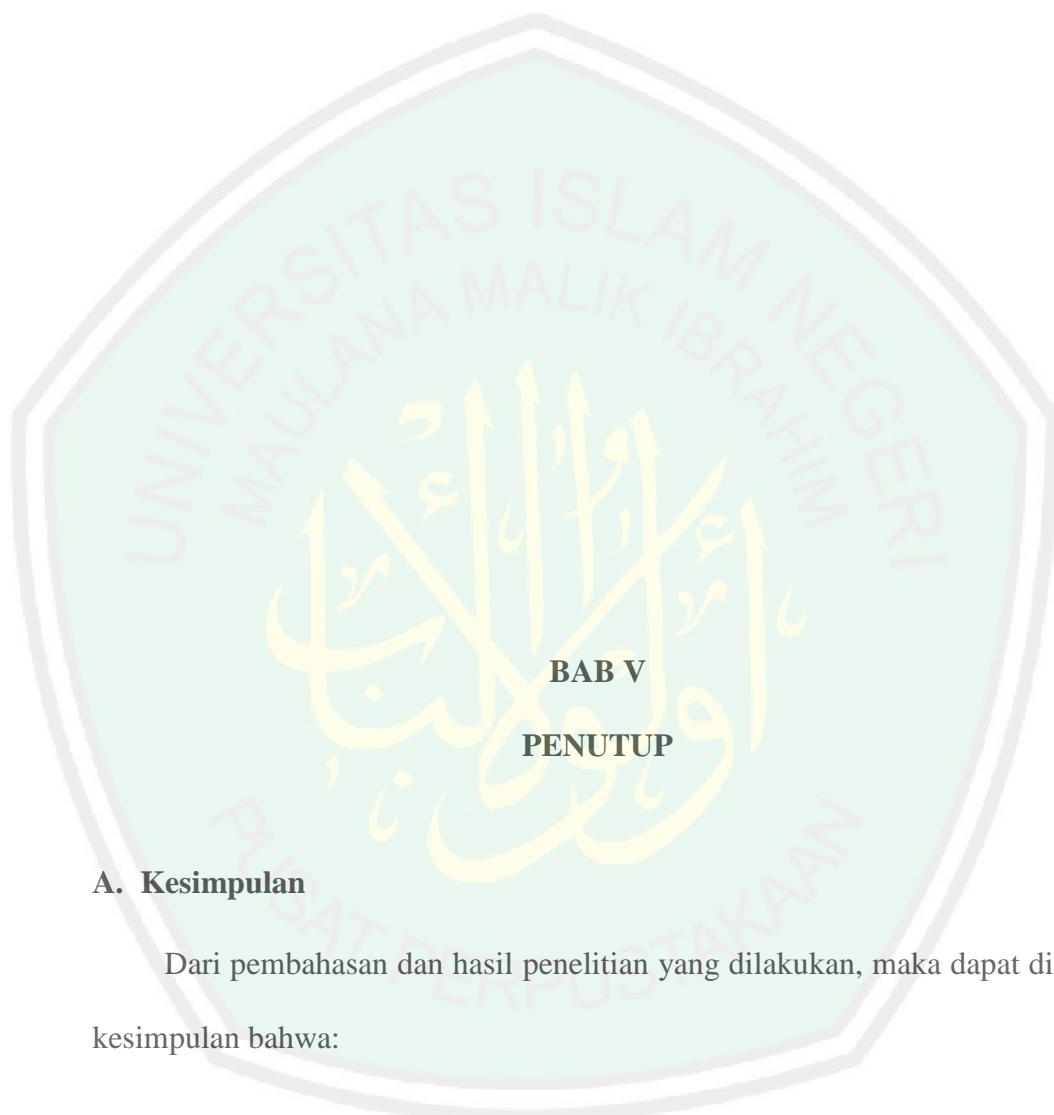 UNIVERSITAS ISLAM NEGERI
MAULANA MALIK IBRAHIM
BAB V
PENUTUP
A. Kesimpulan
Dari pembahasan dan hasil penelitian yang dilakukan, maka dapat di
kesimpulan bahwa:
PUSAT PERPUSTAKAAN